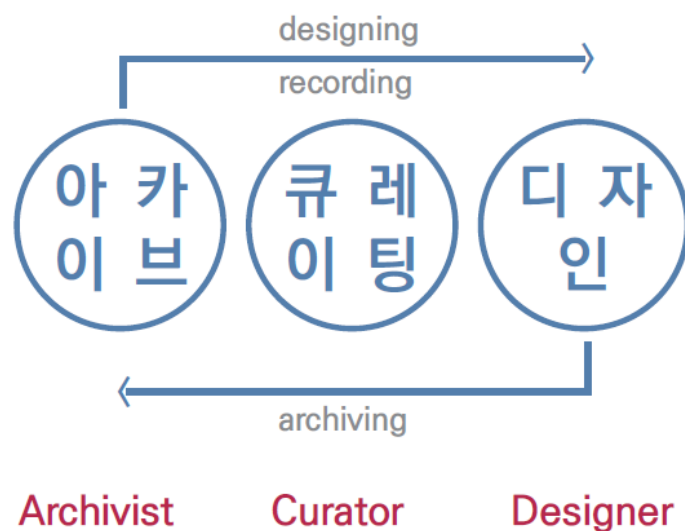 designing
recording
아 카 큐 레 디 자
이 브 이 팅 인
archiving
Archivist Curator Designer